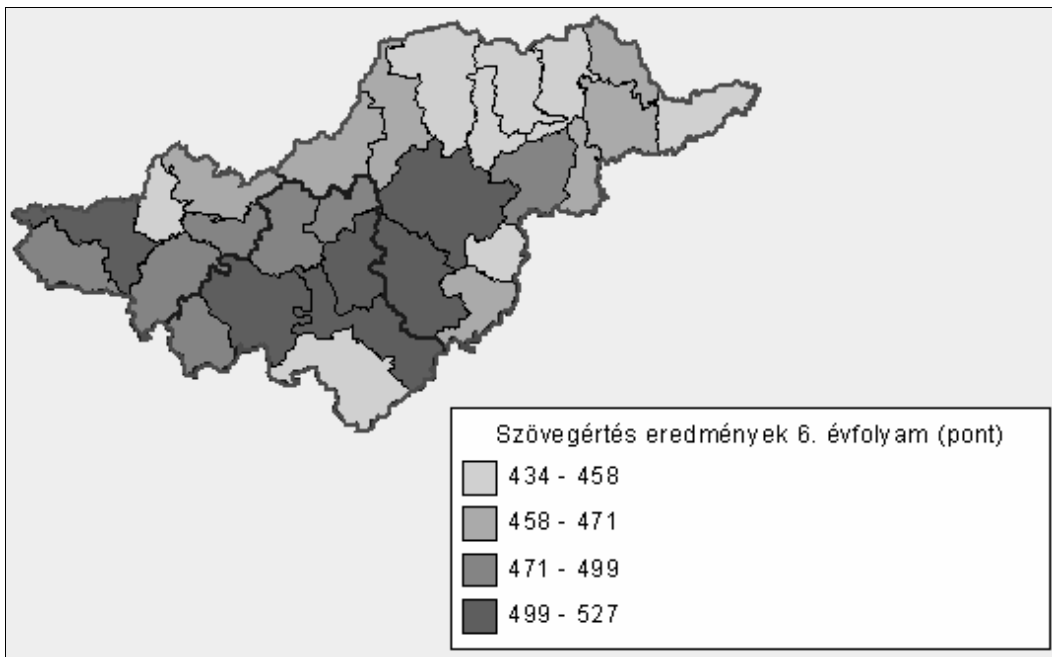 Szövegértés eredmények 6. évfolyam (pont)
434 - 458
458 - 471
471 - 499
499 - 527